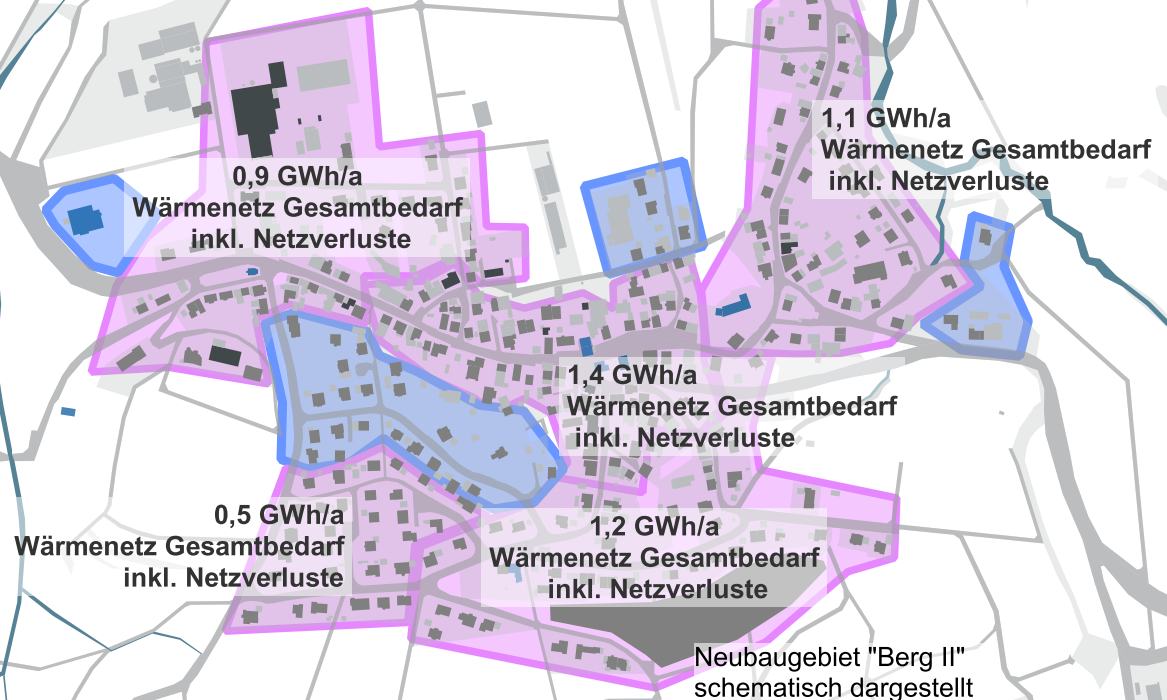 1,1 GWh/a
Wärmenetz Gesamtbedarf
inkl. Netzverluste
0,9 GWh/a
Wärmenetz Gesamtbedarf
inkl. Netzverluste
1,4 GWh/a
Wärmenetz Gesamtbedarf
inkl. Netzverluste
0,5 GWh/a
Wärmenetz Gesamtbedarf
inkl. Netzverluste
1,2 GWh/a
Wärmenetz Gesamtbedarf
inkl. Netzverluste
Neubaugebiet "Berg II"
schematisch dargestellt